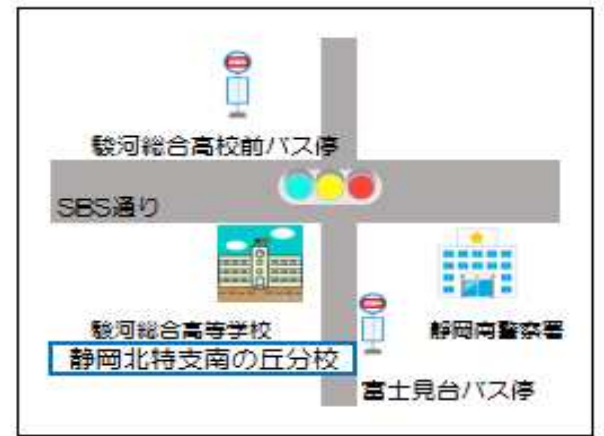 駿河総合高校前バス停
SBS通り
駿河総合高等学校
静岡南警察署
静岡北特支南の丘分校
富士見台バス停